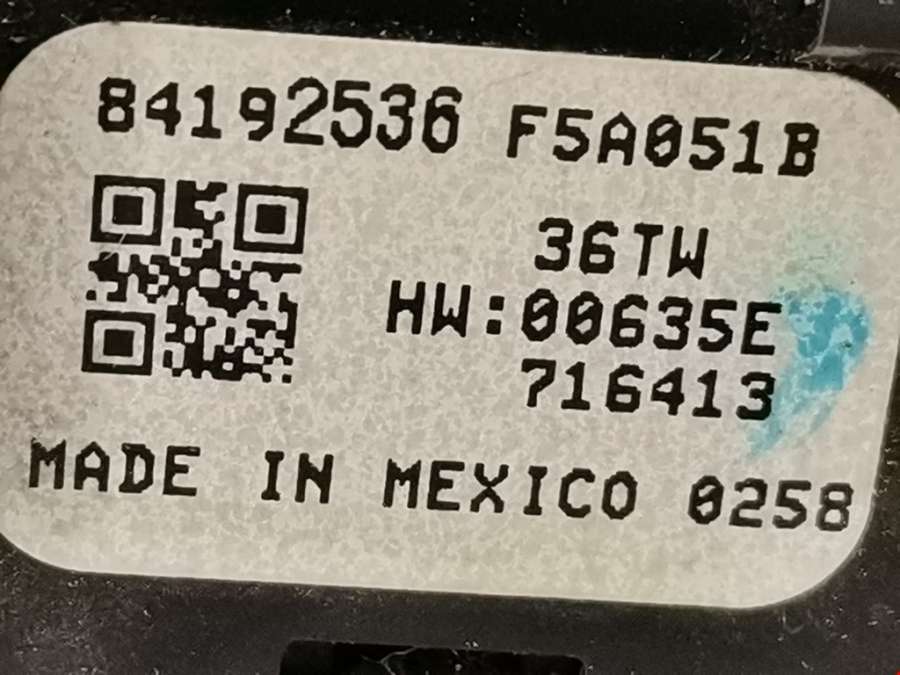 84192536 F5A051B
36TW
HW:00635E
716413
MADE IN MEXICO 0258